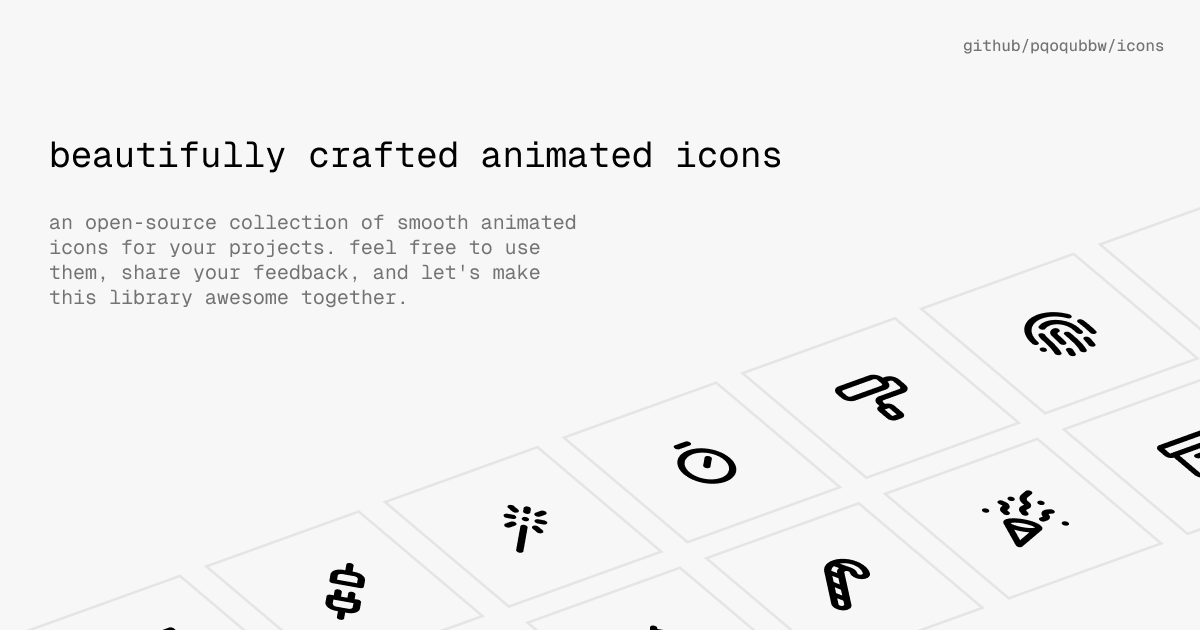 github/pqoqubbw/icons
beautifully crafted animated icons
an open-source collection of smooth animated
icons for your projects. feel free to use
them, share your feedback, and let's make
this library awesome together.